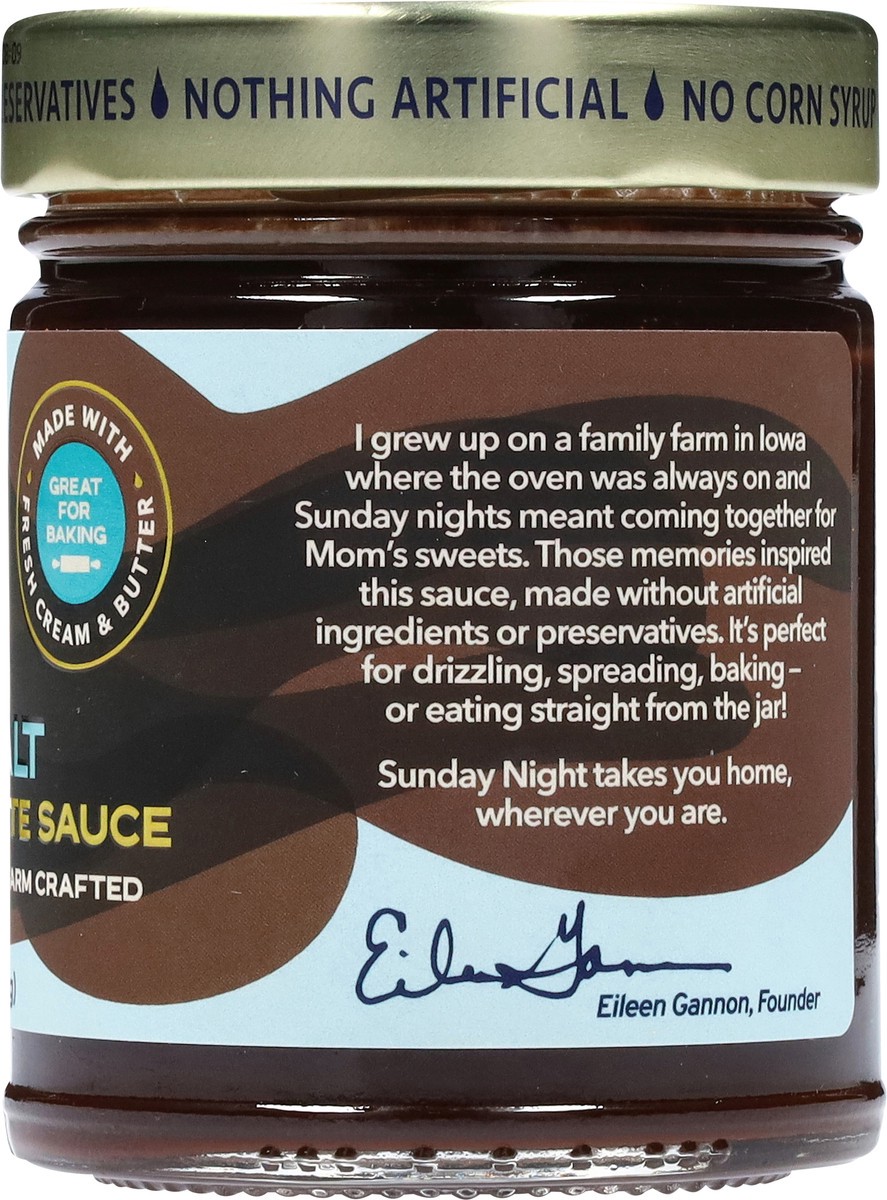 NOTHING ARTIFICIAL NO CORN SYRUP
MADE WITH
FRESH CREAM & BUTTER
GREAT
FOR
BAKING
I grew up on a family farm in Iowa
where the oven was always on and
Sunday nights meant coming together for
Mom's sweets. Those memories inspired
this sauce, made without artificial
ingredients or preservatives. It's perfect
for drizzling, spreading, baking –
or eating straight from the jar!
Sunday Night takes you home,
wherever you are.
LT
TE SAUCE
ARM CRAFTED
Eileen Gannon, Founder